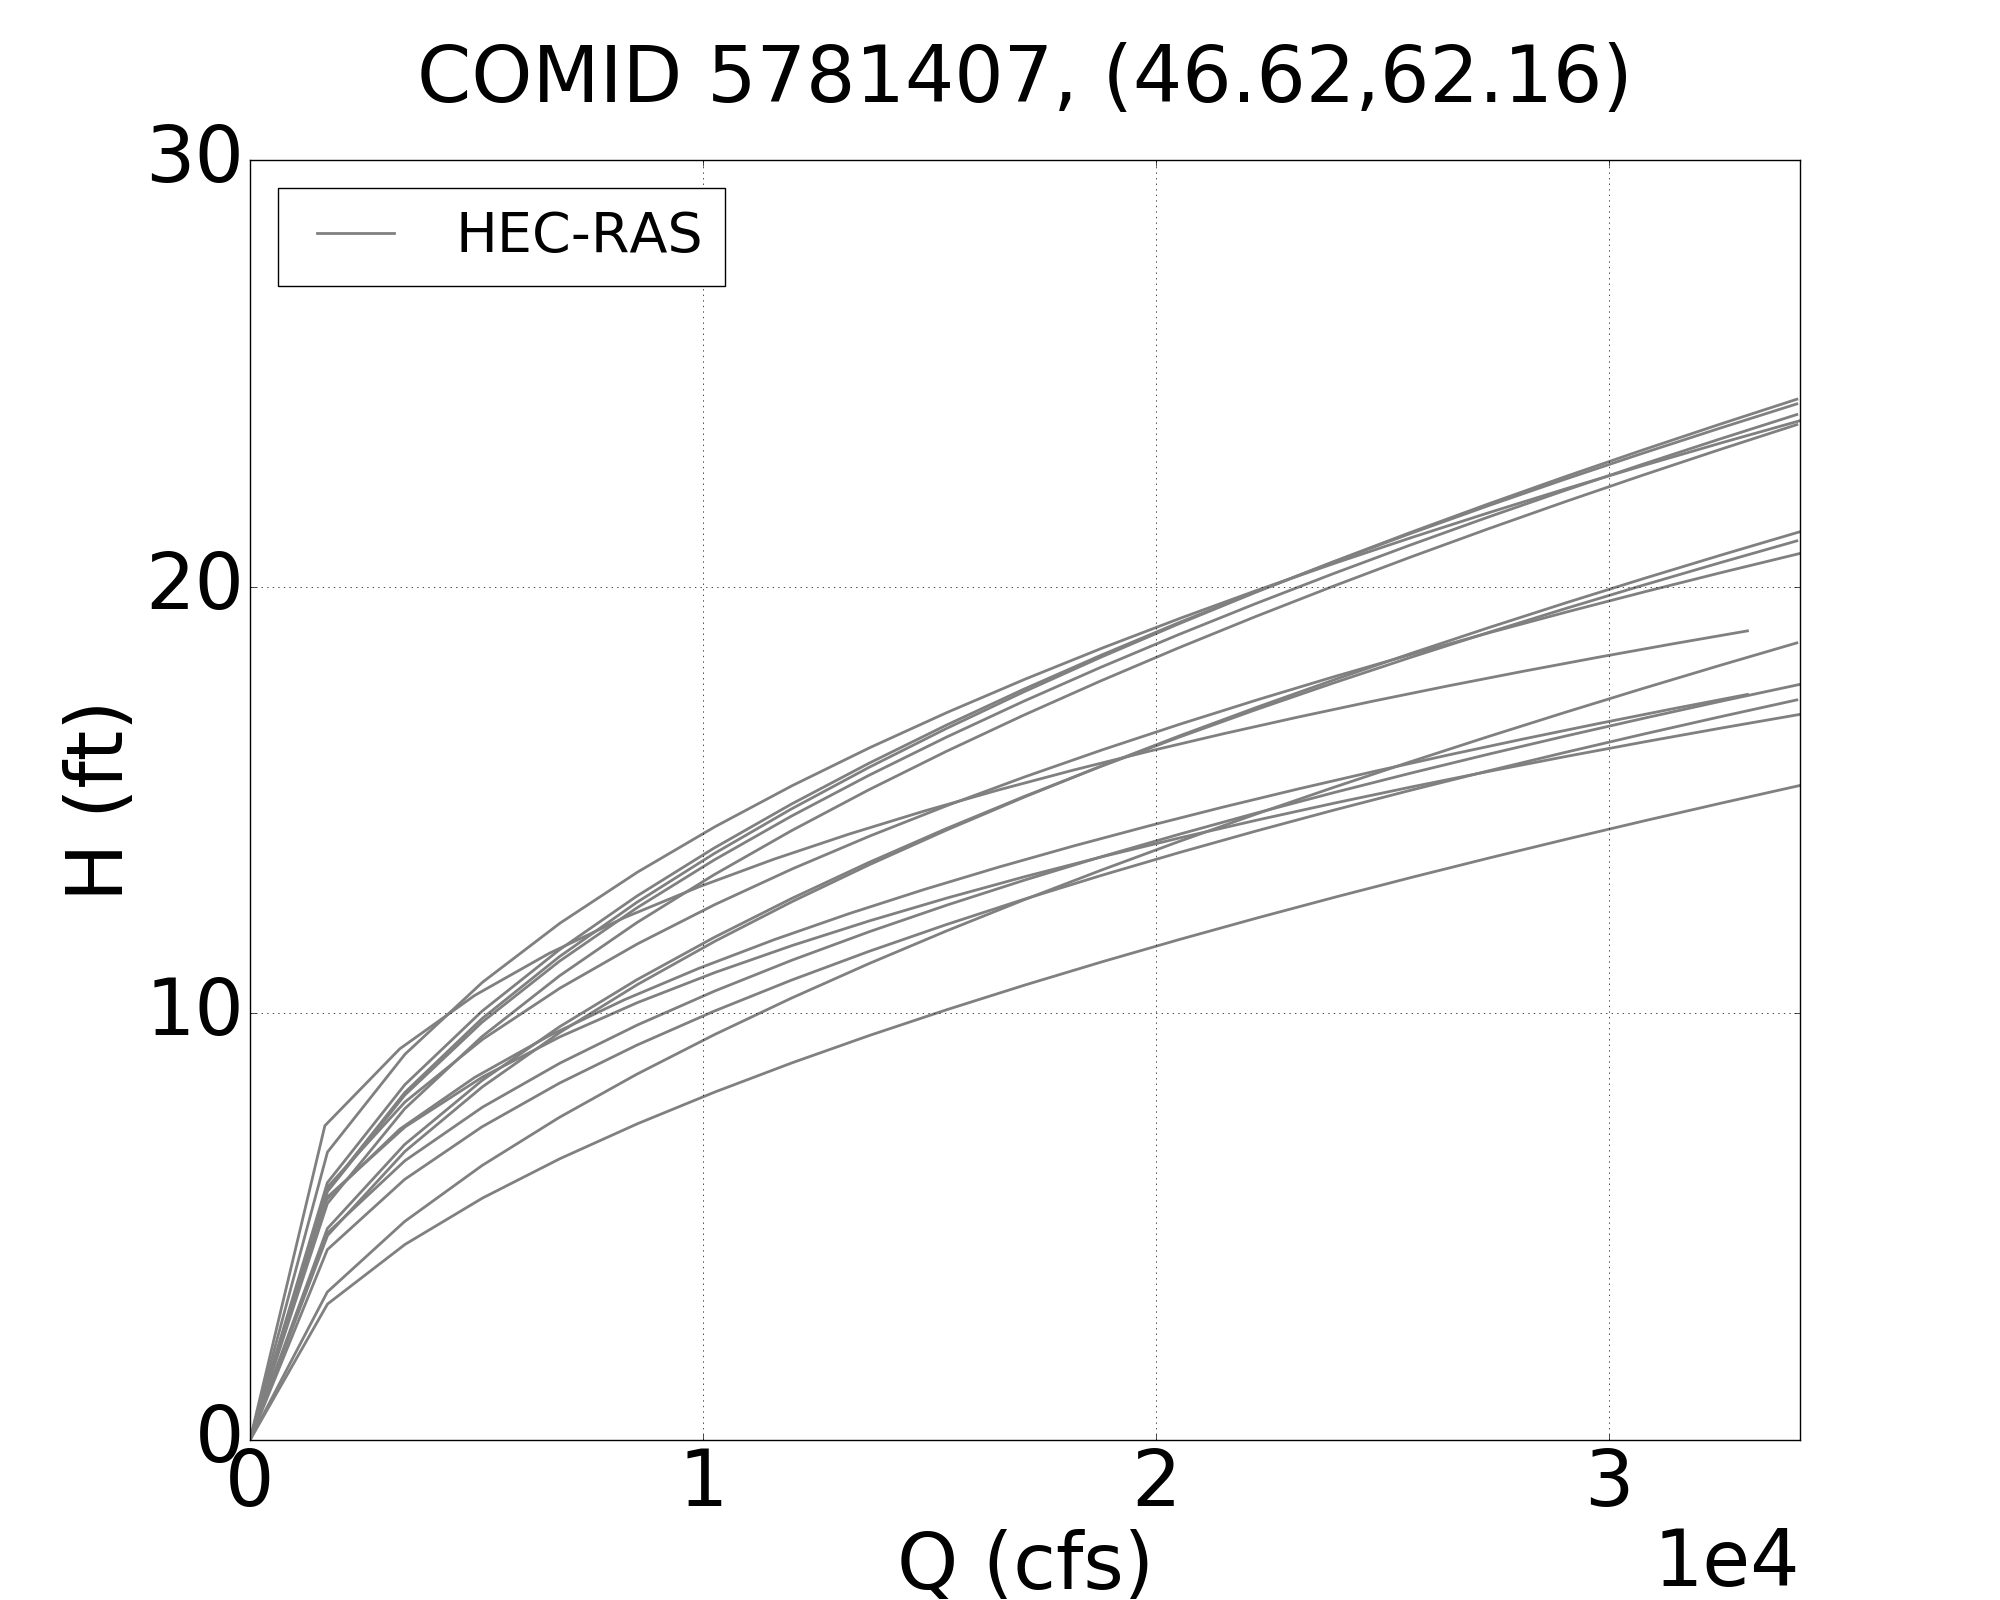 COMID 5781407, (46.62,62.16)
30
HEC-RAS
20
H (ft)
10
0
0 1 2 3
1e4
Q (cfs)